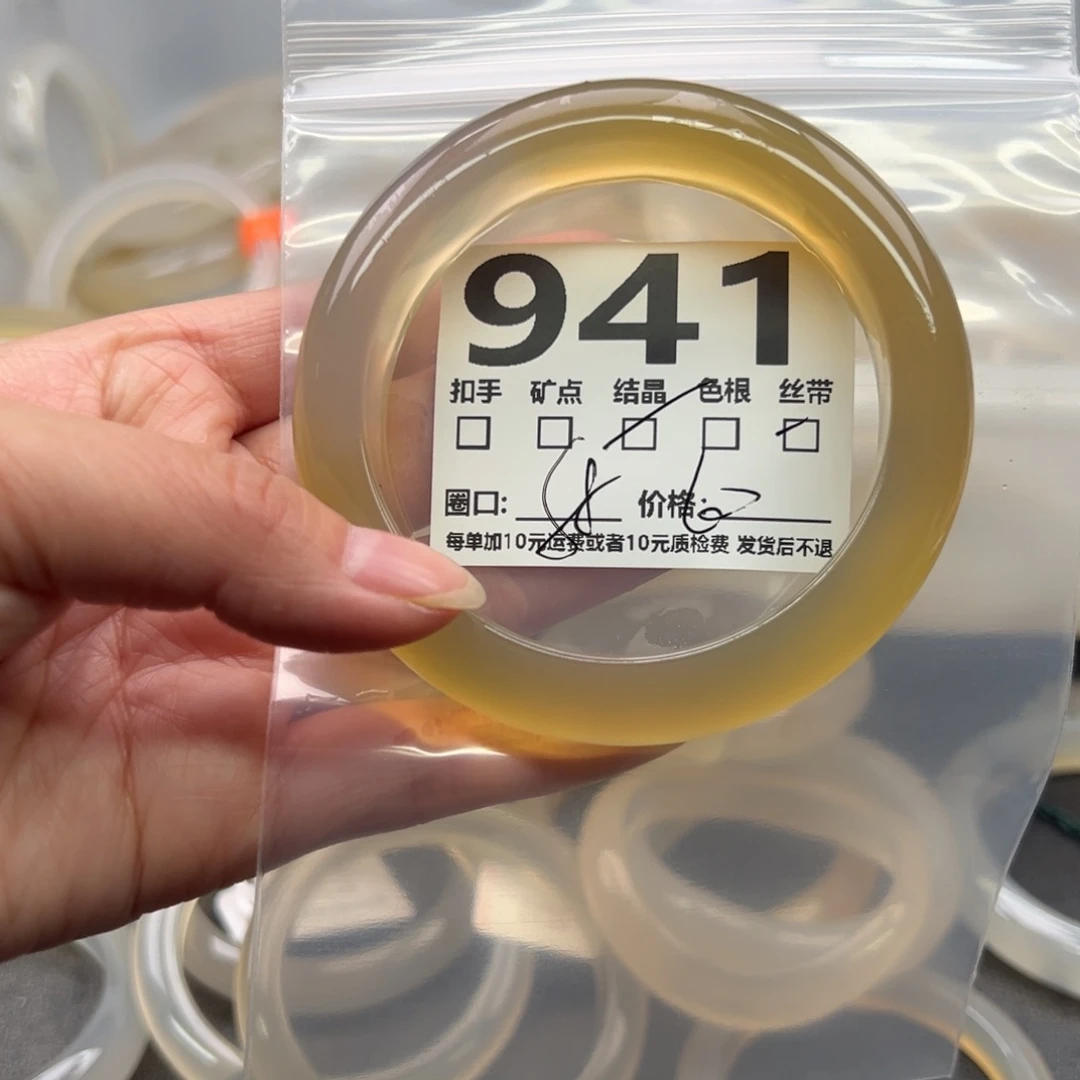 941
扣手 矿点 结晶 色根 丝带
圈口: 58 价格:
每单加10元运费或者10元质检费 发货后不退